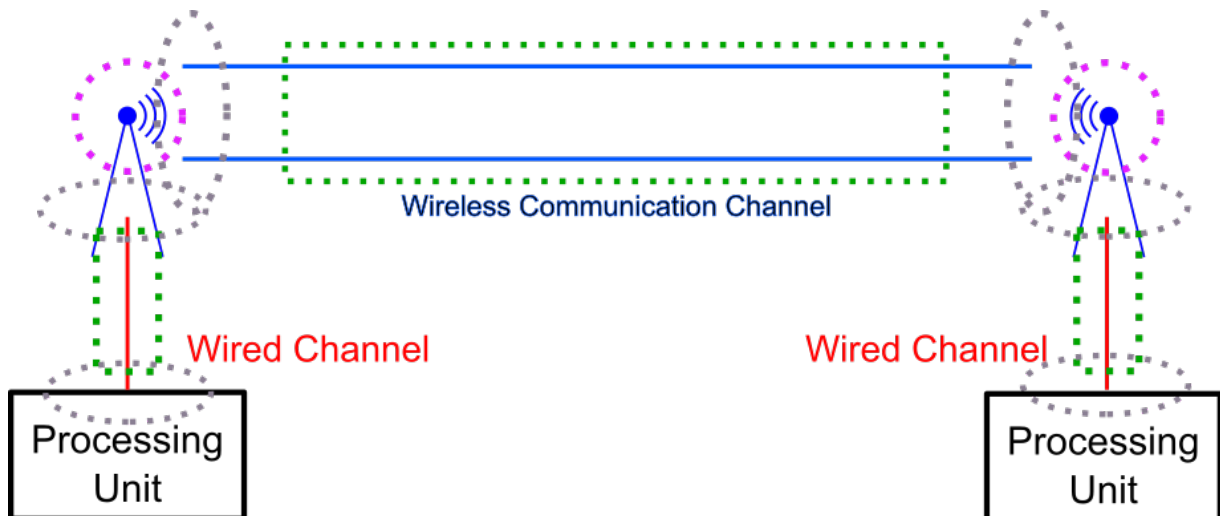 Wireless Communication Channel
Wired Channel
Wired Channel
Processing
Unit
Processing
Unit